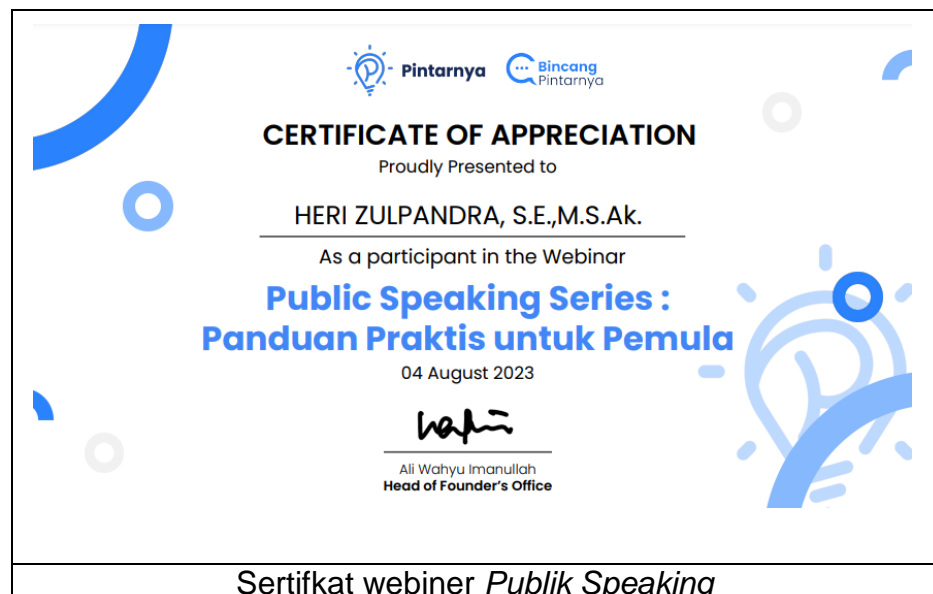 Pintarnya
Bincang
Pintarnya
CERTIFICATE OF APPRECIATION
Proudly Presented to
HERI ZULPANDRA, S.E.,M.S.Ak.
As a participant in the Webinar
Public Speaking Series :
Panduan Praktis untuk Pemula
04 August 2023
Ali Wahyu Imanullah
Head of Founder's Office
Sertifkat webiner Publik Speaking